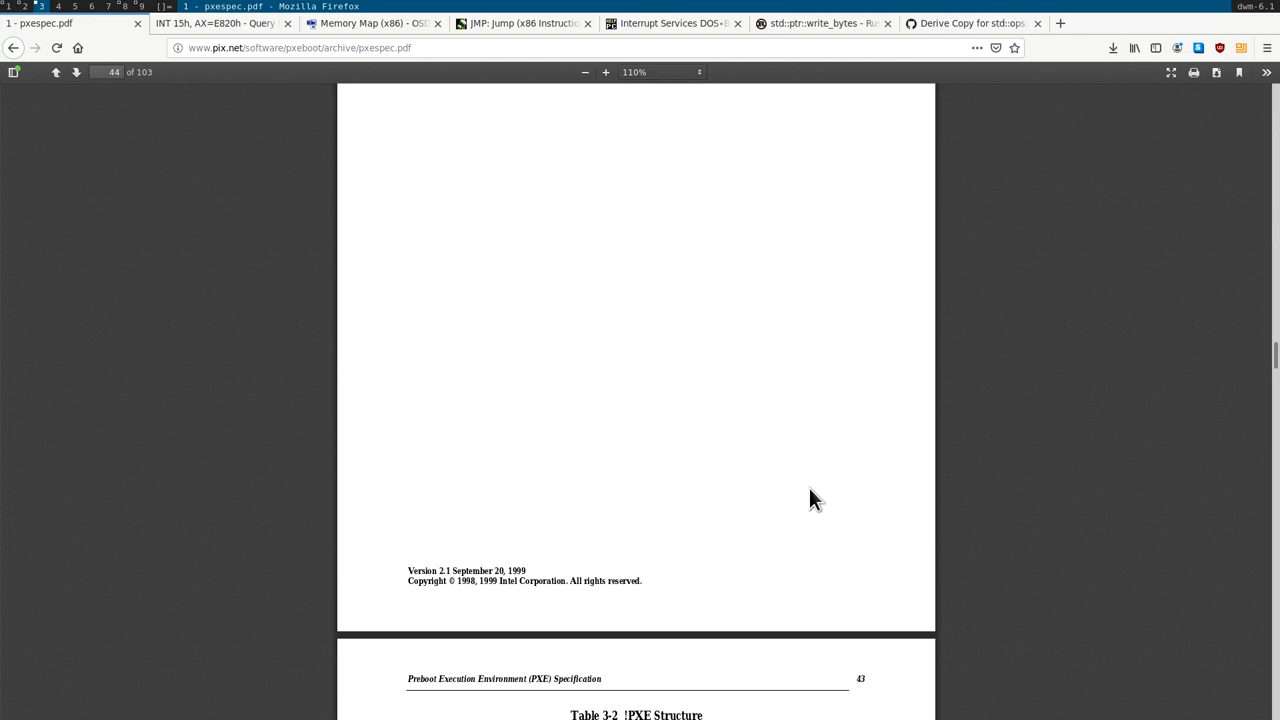 1 2 3 4 5 6 7 8 9 []= 1 - pxespec.pdf - Mozilla Firefox dwm-6.1
1 - pxespec.pdf INT 15h, AX=E820h - Query Memory Map (x86) - OSD JMP: Jump (x86 Instructio Interrupt Services DOS•B std::ptr::write_bytes - Rus Derive Copy for std::ops:
www.pix.net/software/pxeboot/archive/pxespec.pdf
44 of 103 110%
Version 2.1 September 20, 1999
Copyright © 1998, 1999 Intel Corporation. All rights reserved.
Preboot Execution Environment (PXE) Specification 43
Table 3-2 !PXE Structure